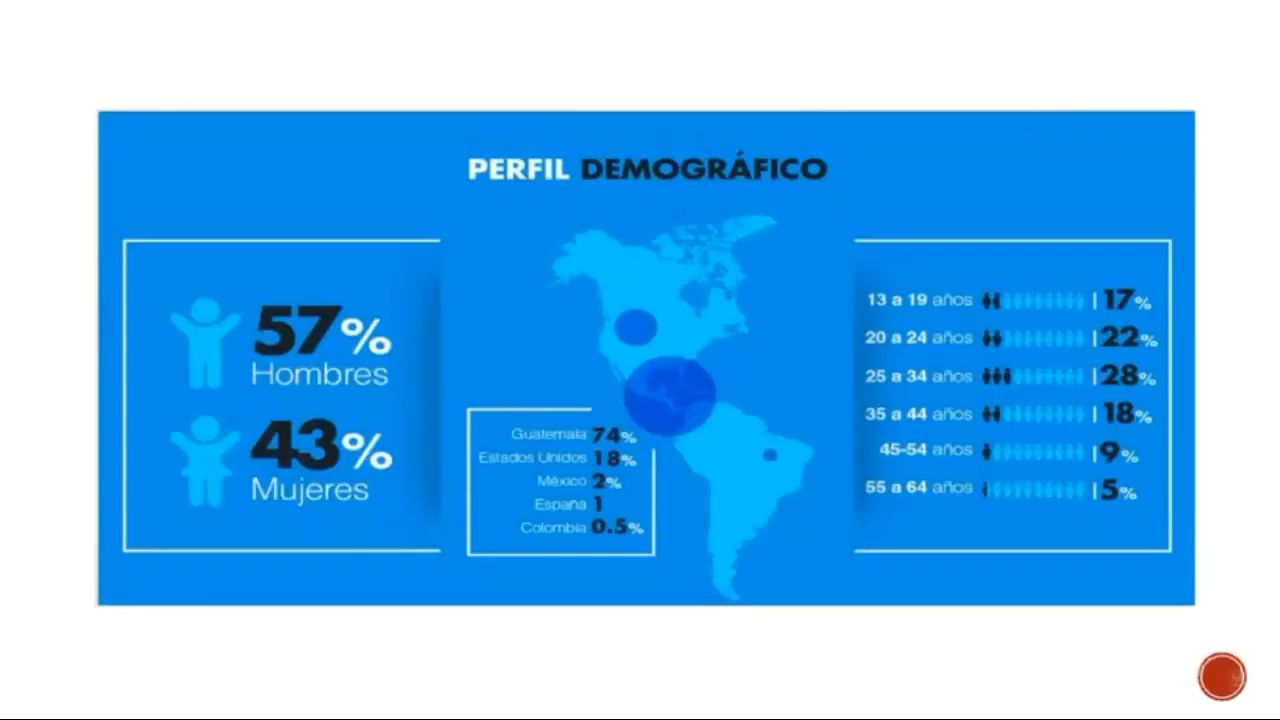 PERFIL DEMOGRÁFICO
57%
Hombres
43%
Mujeres
Guatemala 74%
Estados Unidos 18%
México 2%
España 1
Colombia 0.5%
13 a 19 años | 17%
20 a 24 años | 22%
25 a 34 años | 28%
35 a 44 años | 18%
45-54 años | 9%
55 a 64 años | 5%